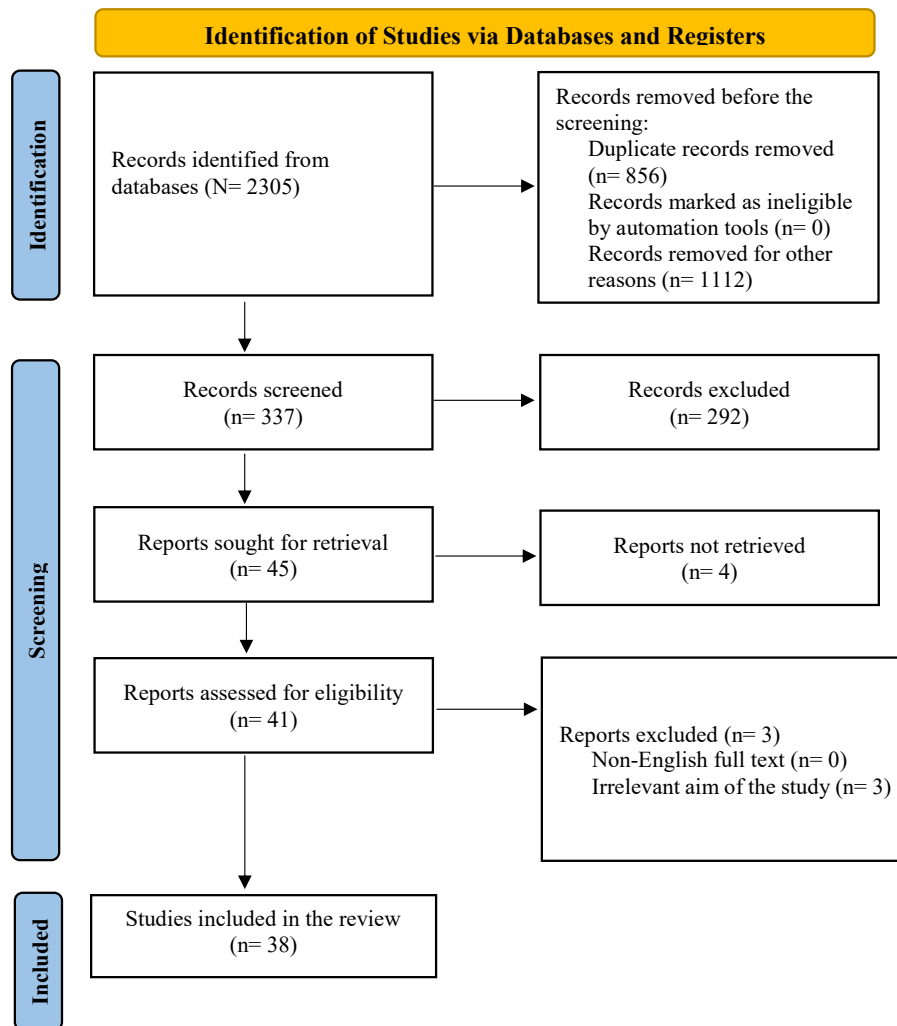 Identification of Studies via Databases and Registers
Identification
Records identified from
databases (N= 2305)
Records removed before the
screening:
Duplicate records removed
(n= 856)
Records marked as ineligible
by automation tools (n= 0)
Records removed for other
reasons (n= 1112)
Screening
Records screened
(n= 337)
Records excluded
(n= 292)
Reports sought for retrieval
(n= 45)
Reports not retrieved
(n= 4)
Reports assessed for eligibility
(n= 41)
Reports excluded (n= 3)
Non-English full text (n= 0)
Irrelevant aim of the study (n= 3)
Included
Studies included in the review
(n= 38)